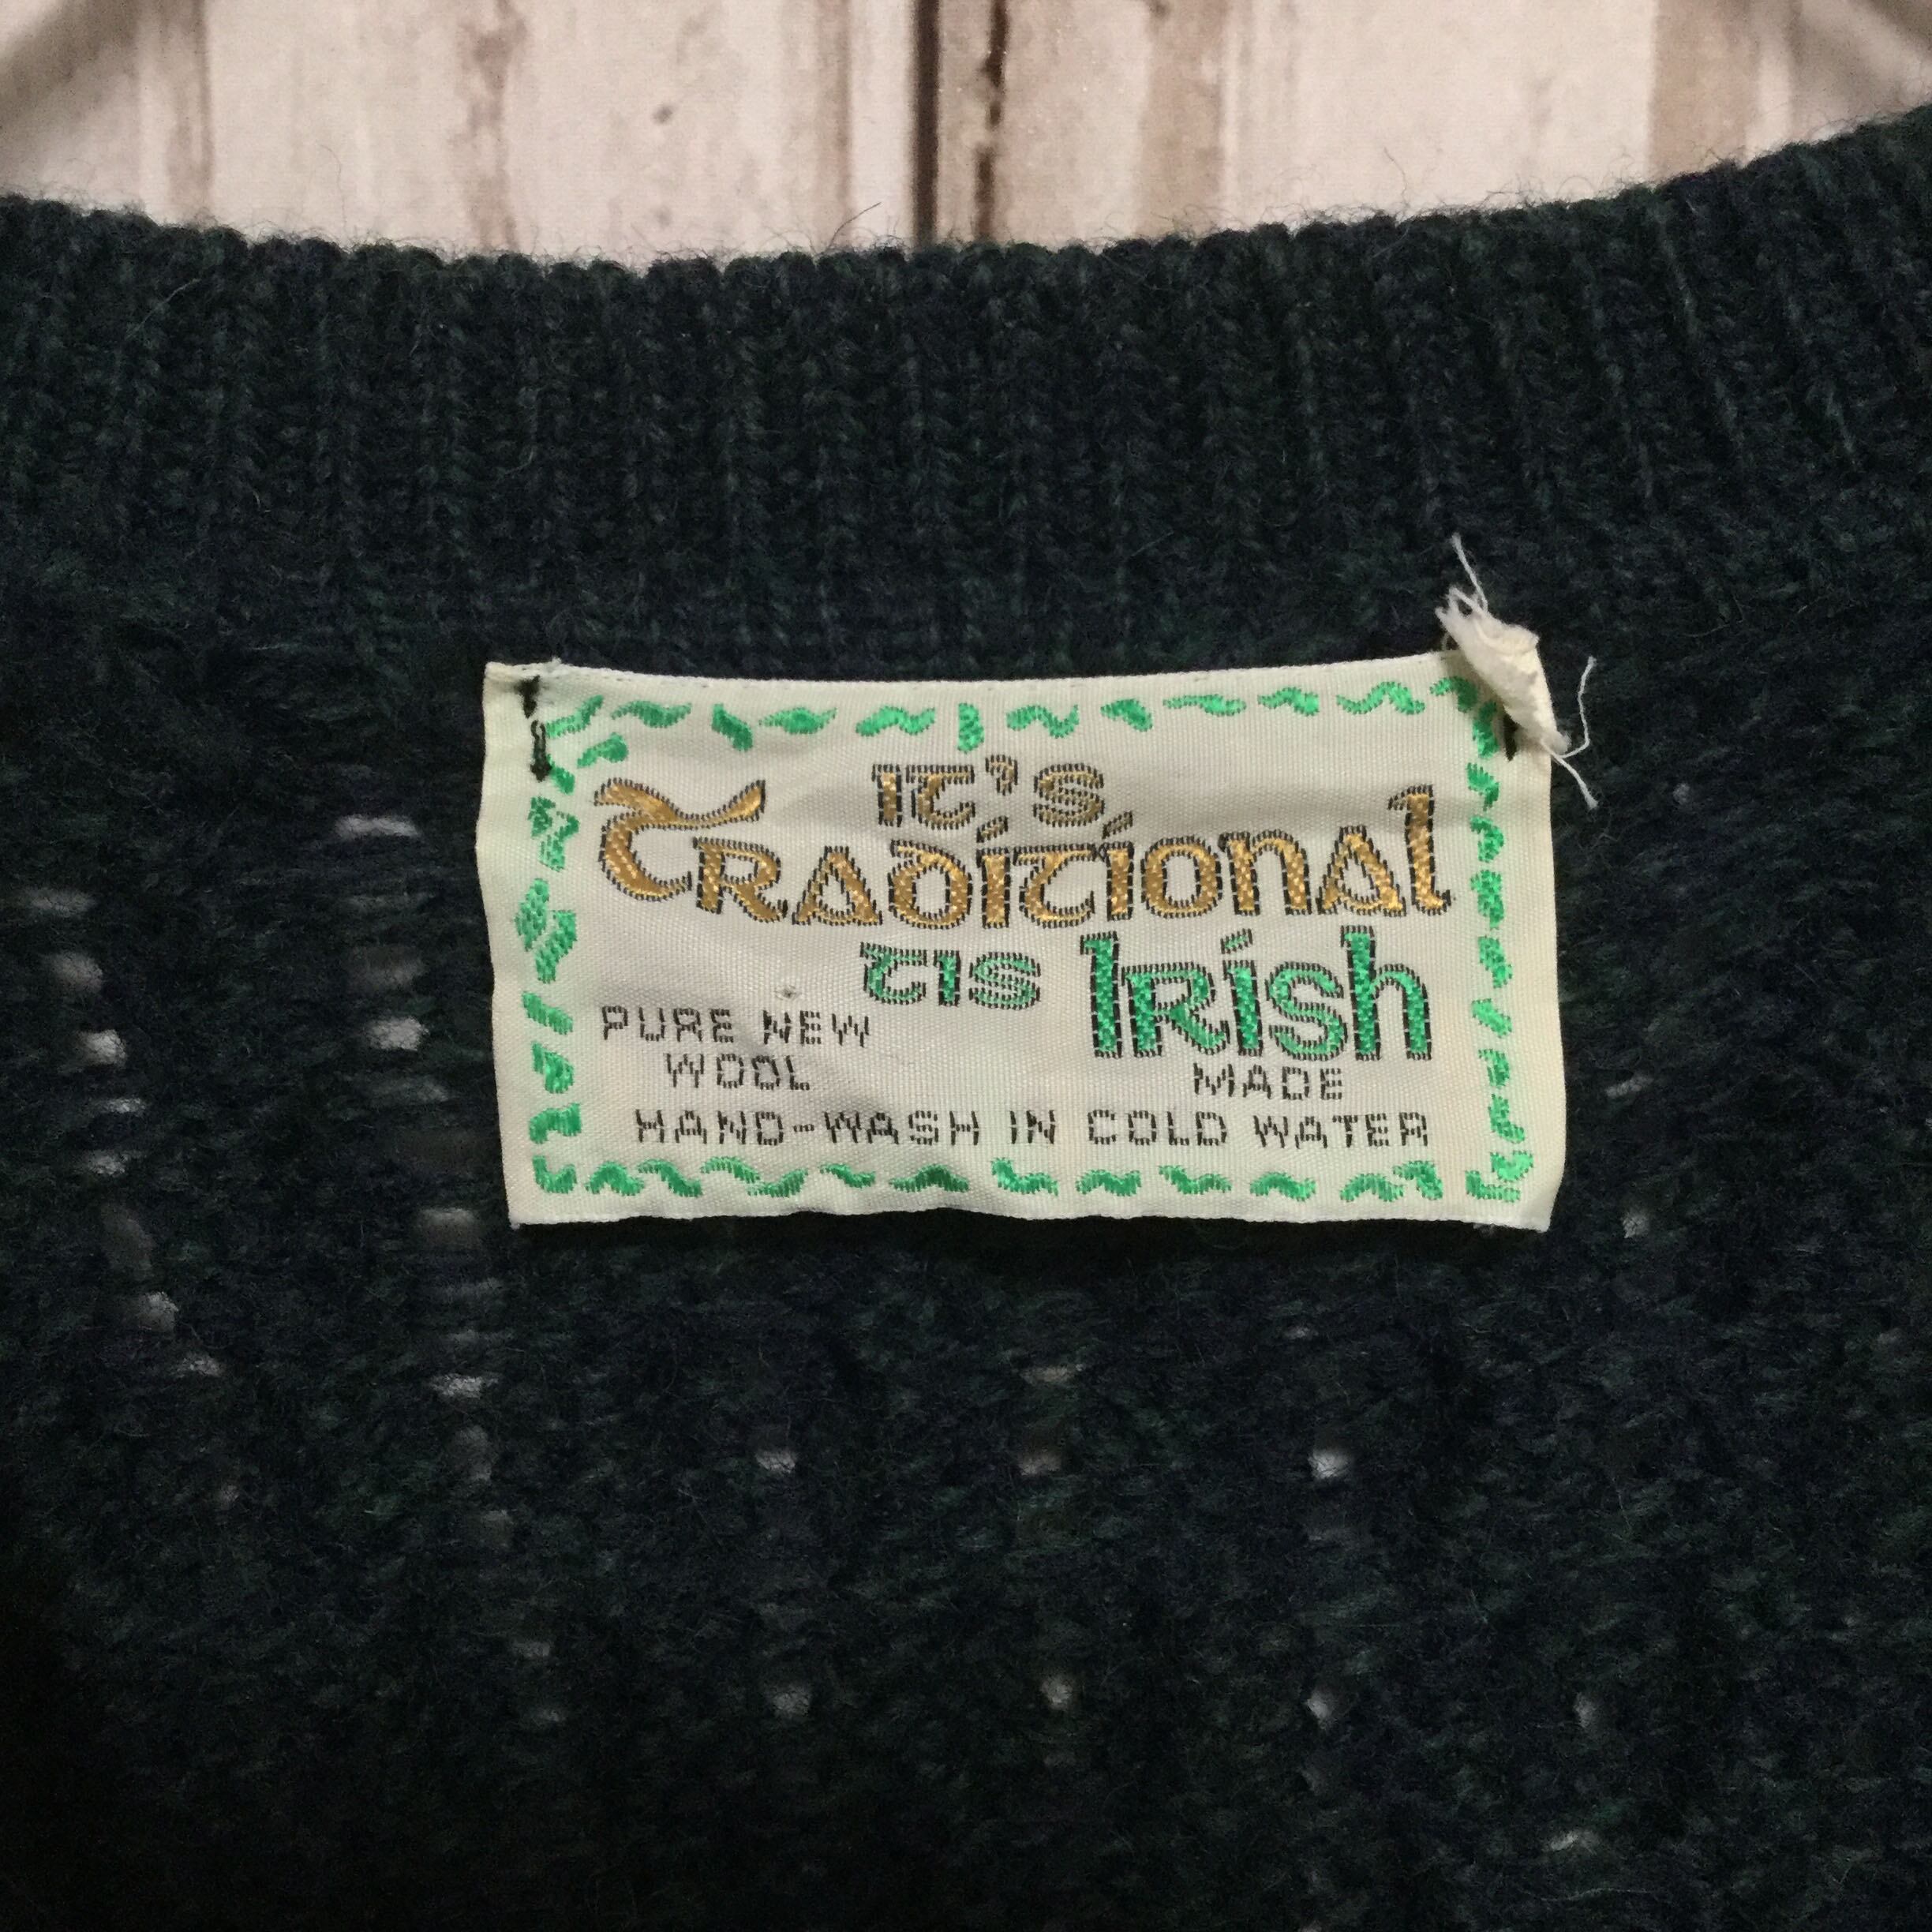 It's
Traditional
tis Irish
PURE NEW
WOOL
MADE
HAND-WASH IN COLD WATER